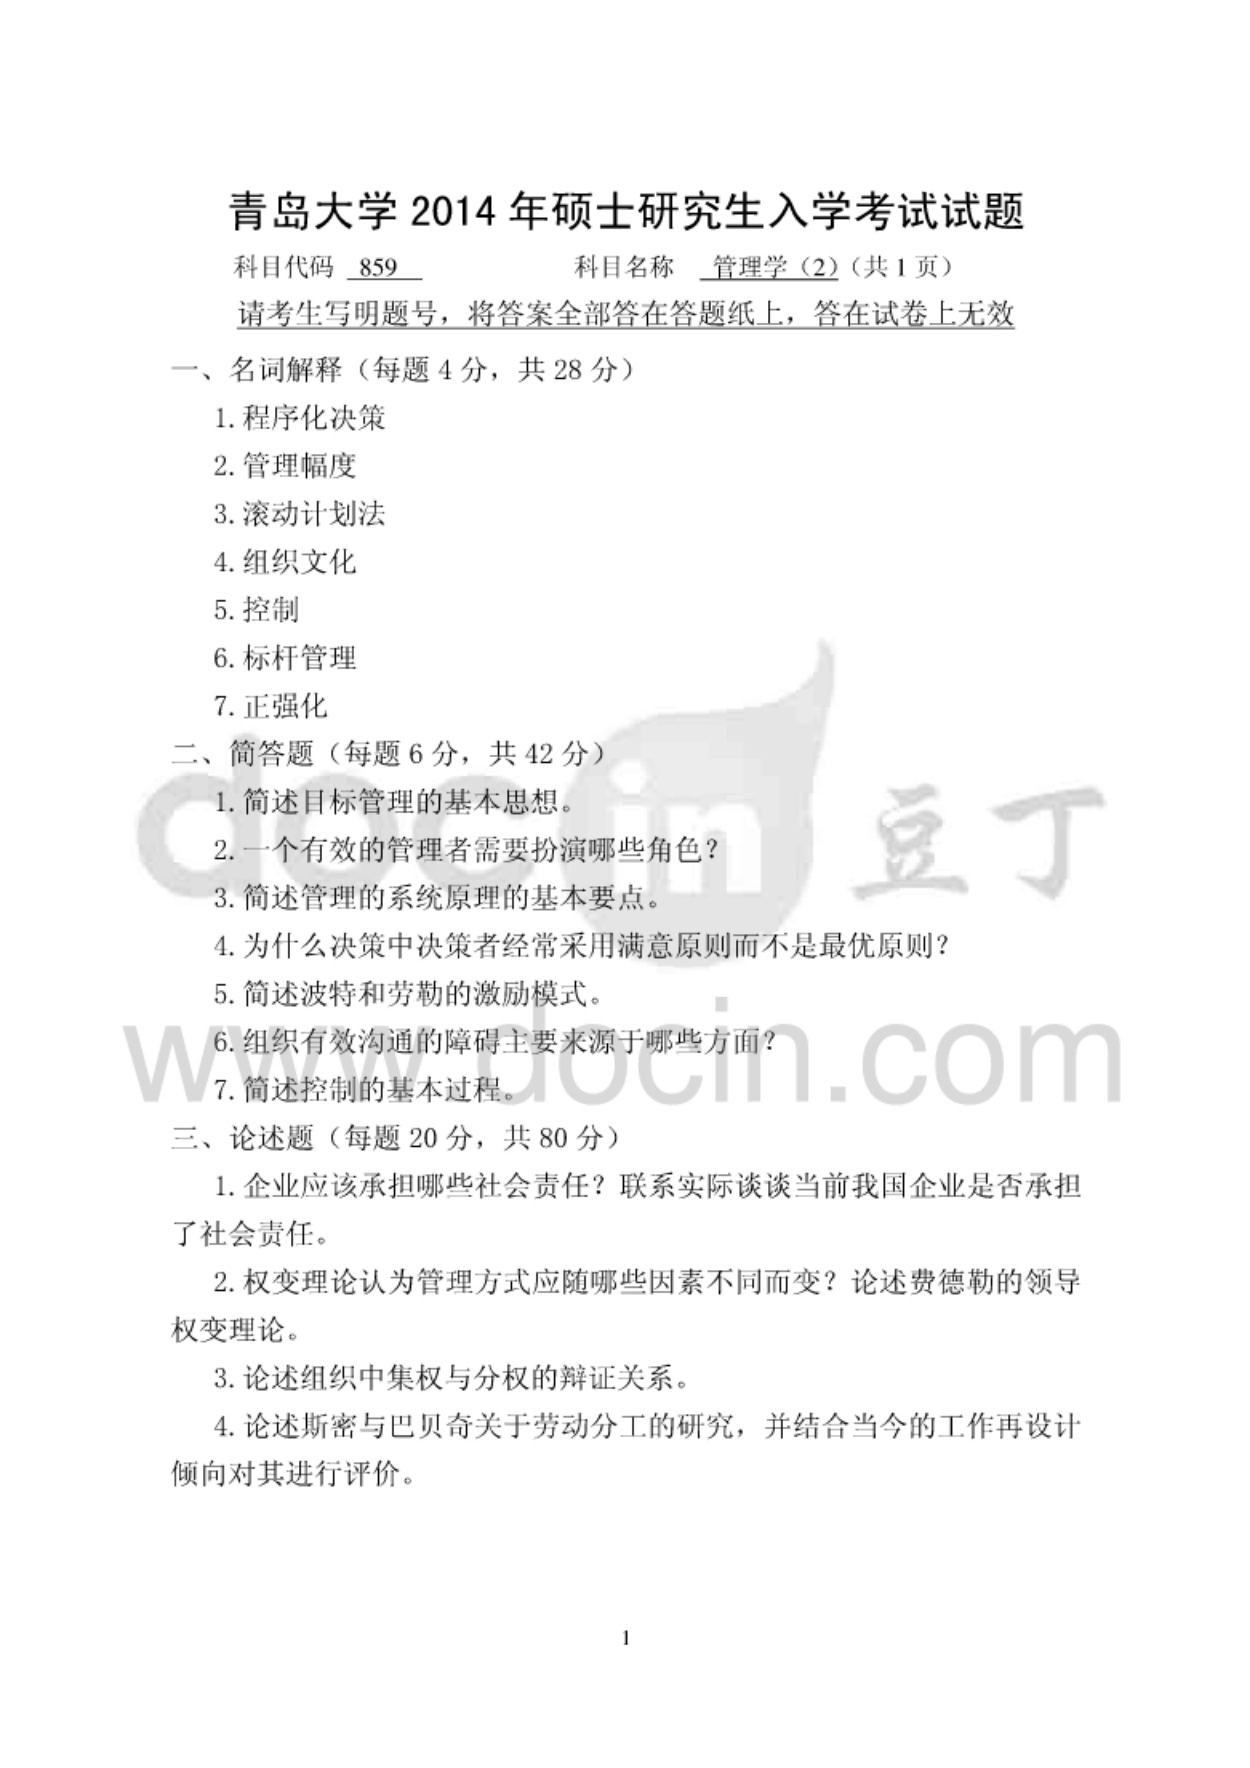 青岛大学 2014 年硕士研究生入学考试试题
科目代码 859 科目名称 管理学（2）（共 1 页）
请考生写明题号，将答案全部答在答题纸上，答在试卷上无效
一、名词解释（每题 4 分，共 28 分）
1.程序化决策
2.管理幅度
3.滚动计划法
4.组织文化
5.控制
6.标杆管理
7.正强化
二、简答题（每题 6 分，共 42 分）
1.简述目标管理的基本思想。
2.一个有效的管理者需要扮演哪些角色？
3.简述管理的系统原理的基本要点。
docin 豆丁
4.为什么决策中决策者经常采用满意原则而不是最优原则？
5.简述波特和劳勒的激励模式。
6.组织有效沟通的障碍主要来源于哪些方面？
www.docin.com
7.简述控制的基本过程。
三、论述题（每题 20 分，共 80 分）
1.企业应该承担哪些社会责任？联系实际谈谈当前我国企业是否承担
了社会责任。
2.权变理论认为管理方式应随哪些因素不同而变？论述费德勒的领导
权变理论。
3.论述组织中集权与分权的辩证关系。
4.论述斯密与巴贝奇关于劳动分工的研究，并结合当今的工作再设计
倾向对其进行评价。
1